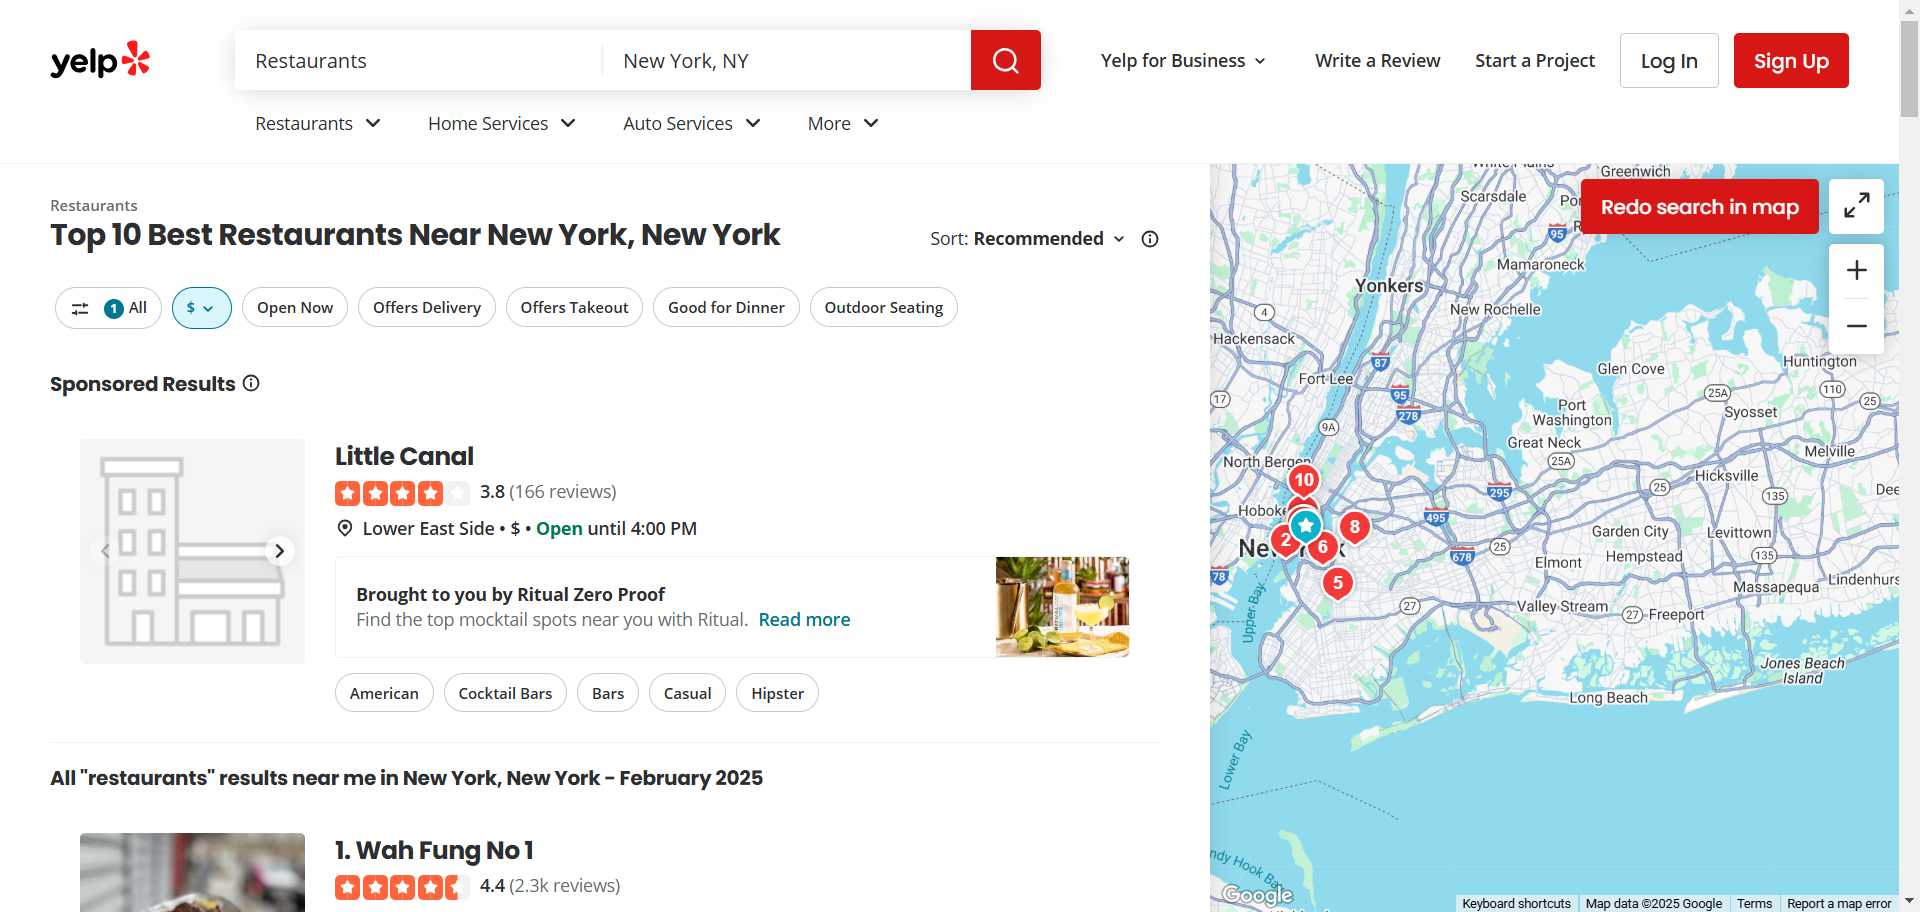 yelp
Restaurants
New York, NY
Yelp for Business
Write a Review
Start a Project
Log In
Sign Up
Restaurants
Home Services
Auto Services
More
Restaurants
Top 10 Best Restaurants Near New York, New York
Sort: Recommended
1 All
$
Open Now
Offers Delivery
Offers Takeout
Good for Dinner
Outdoor Seating
Sponsored Results
Little Canal
3.8 (166 reviews)
Lower East Side • $ • Open until 4:00 PM
Brought to you by Ritual Zero Proof
Find the top mocktail spots near you with Ritual. Read more
American
Cocktail Bars
Bars
Casual
Hipster
All "restaurants" results near me in New York, New York - February 2025
1. Wah Fung No 1
4.4 (2.3k reviews)
Redo search in map
White Plains
Greenwich
Scarsdale
95
Mamaroneck
Yonkers
4
New Rochelle
Hackensack
87
Fort Lee
Huntington
Glen Cove
110
17
95
278
25A
25
Port
Washington
Syosset
9A
Great Neck
25A
Melville
North Bergen
Hicksville
10
295
25
135
8
495
2
6
Garden City
Levittown
25
678
Hempstead
135
Elmont
78
5
Massapequa
27
Valley Stream
27
Freeport
Upper Bay
Jones Beach
Island
Long Beach
Lower Bay
Google
Keyboard shortcuts
Map data ©2025 Google
Terms
Report a map error